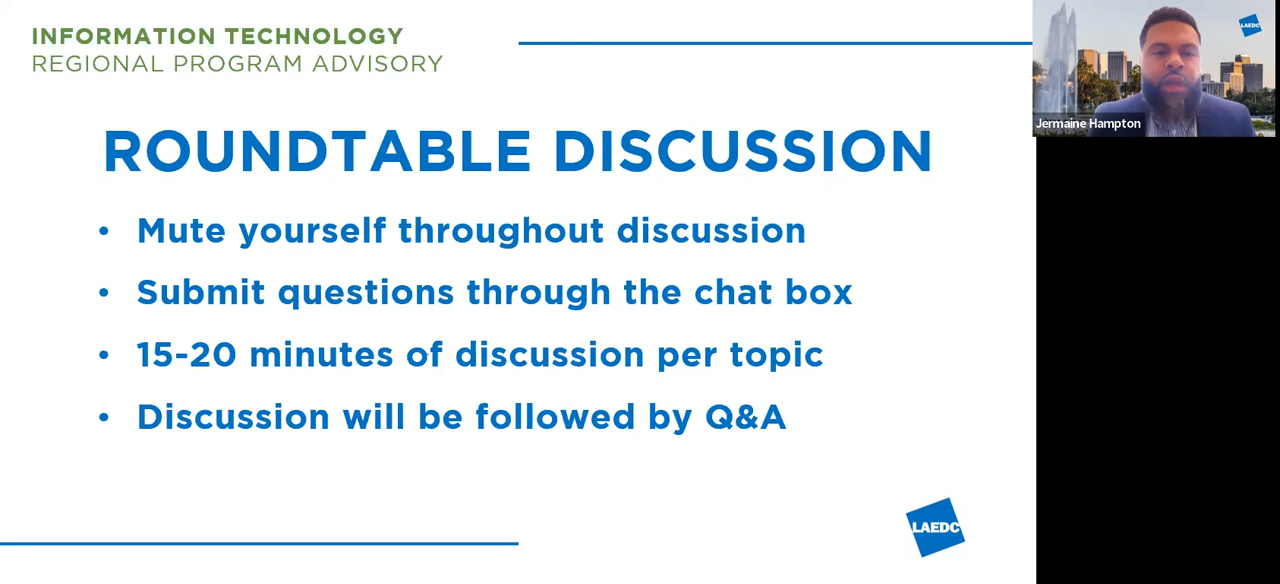 INFORMATION TECHNOLOGY
REGIONAL PROGRAM ADVISORY
LAEDC
Jermaine Hampton
ROUNDTABLE DISCUSSION
• Mute yourself throughout discussion
• Submit questions through the chat box
• 15-20 minutes of discussion per topic
• Discussion will be followed by Q&A
LAEDC